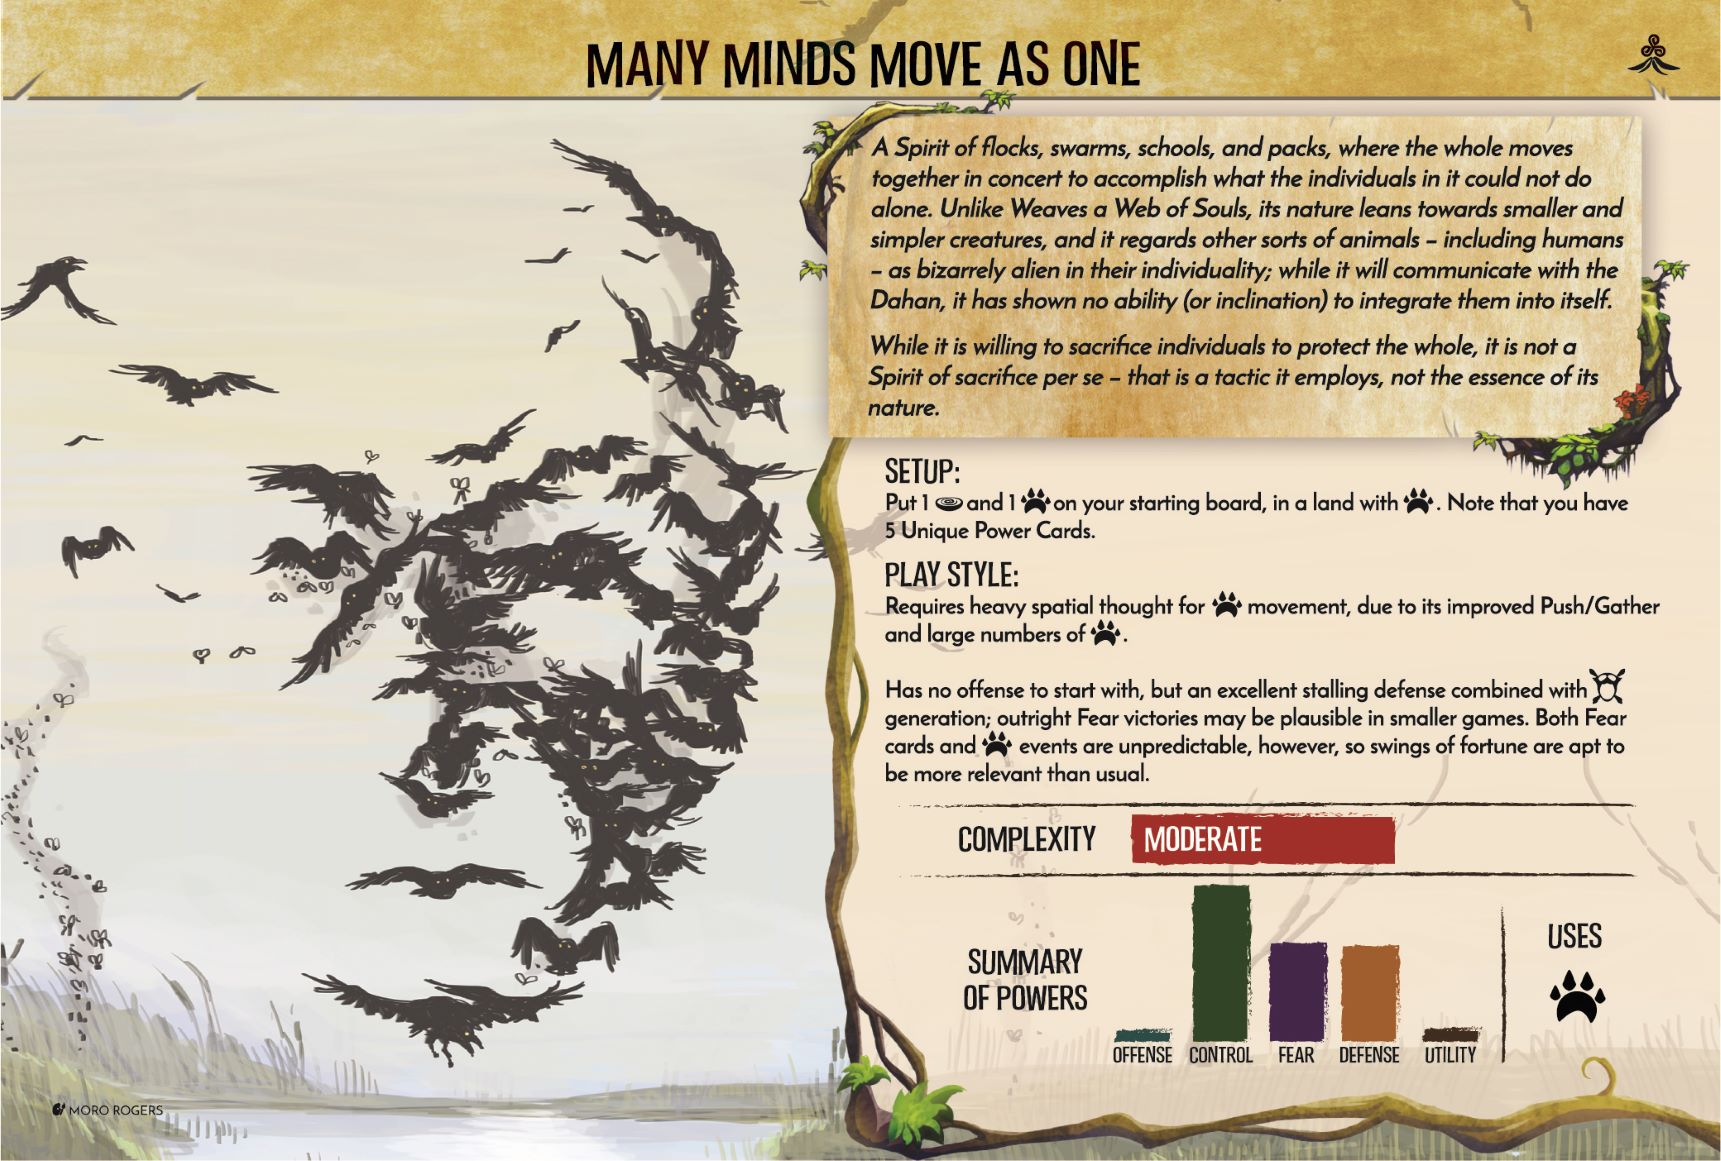 MANY MINDS MOVE AS ONE
A Spirit of flocks, swarms, schools, and packs, where the whole moves
together in concert to accomplish what the individuals in it could not do
alone. Unlike Weaves a Web of Souls, its nature leans towards smaller and
simpler creatures, and it regards other sorts of animals – including humans
– as bizarrely alien in their individuality; while it will communicate with the
Dahan, it has shown no ability (or inclination) to integrate them into itself.
While it is willing to sacrifice individuals to protect the whole, it is not a
Spirit of sacrifice per se – that is a tactic it employs, not the essence of its
nature.
SETUP:
Put 1 and 1 on your starting board, in a land with . Note that you have
5 Unique Power Cards.
PLAY STYLE:
Requires heavy spatial thought for movement, due to its improved Push/Gather
and large numbers of .
Has no offense to start with, but an excellent stalling defense combined with
generation; outright Fear victories may be plausible in smaller games. Both Fear
cards and events are unpredictable, however, so swings of fortune are apt to
be more relevant than usual.
COMPLEXITY MODERATE
SUMMARY
OF POWERS
OFFENSE CONTROL FEAR DEFENSE UTILITY
USES
MORO ROGERS